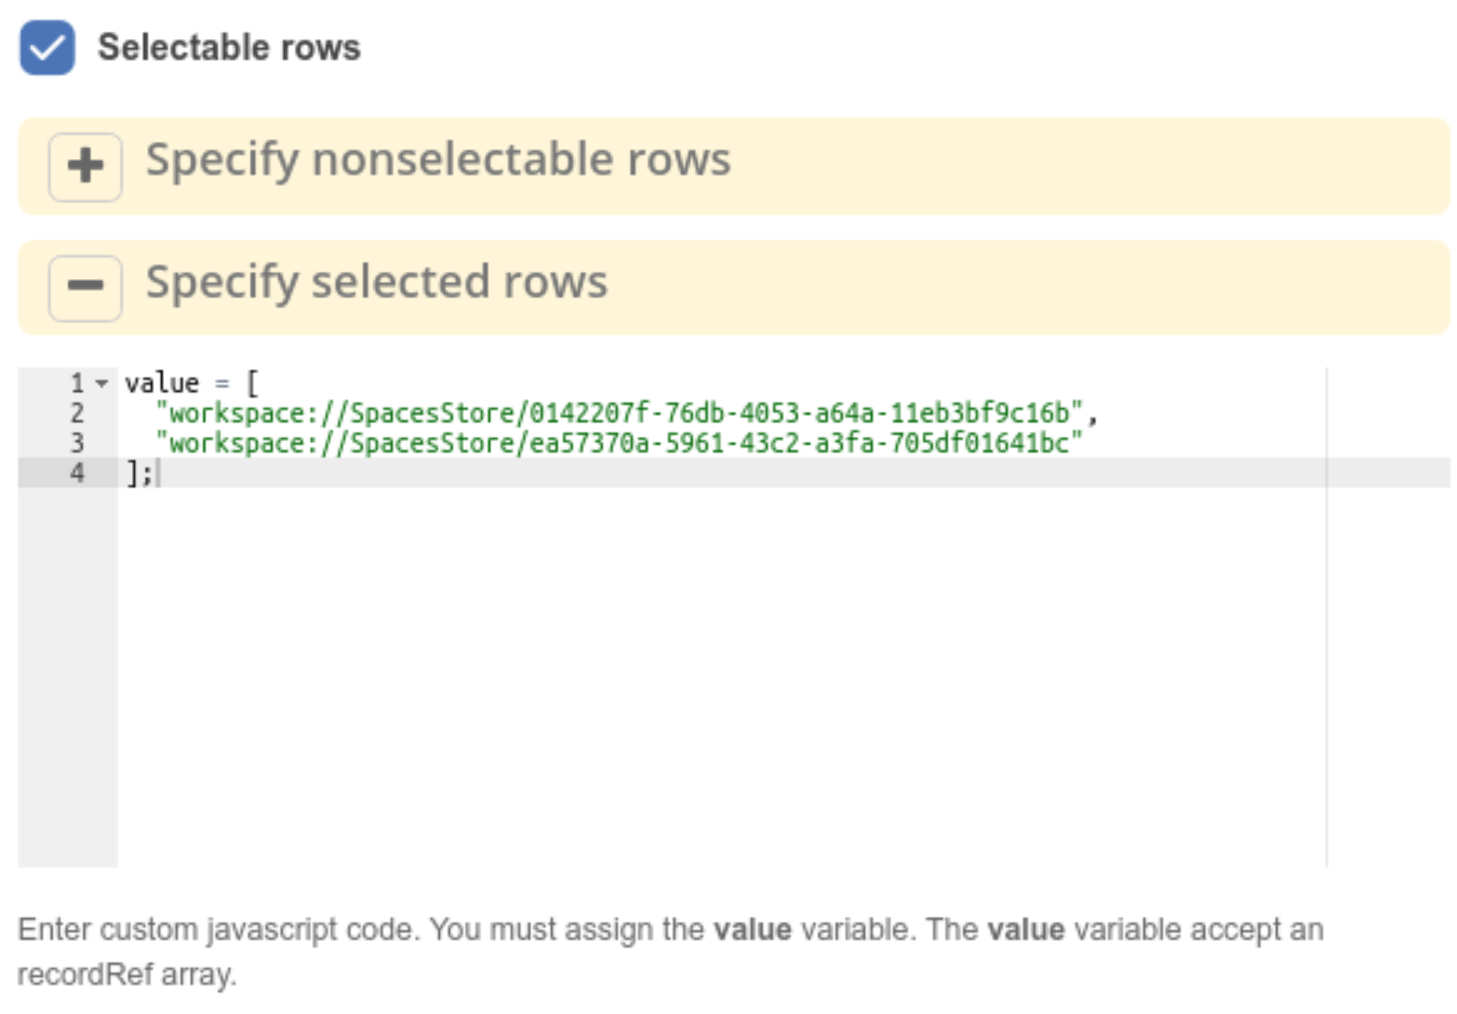 Selectable rows
Specify nonselectable rows
Specify selected rows
1 value = [
2 "workspace://SpacesStore/0142207f-76db-4053-a64a-11eb3bf9c16b",
3 "workspace://SpacesStore/ea57370a-5961-43c2-a3fa-705df01641bc"
4 ];
Enter custom javascript code. You must assign the value variable. The value variable accept an
recordRef array.